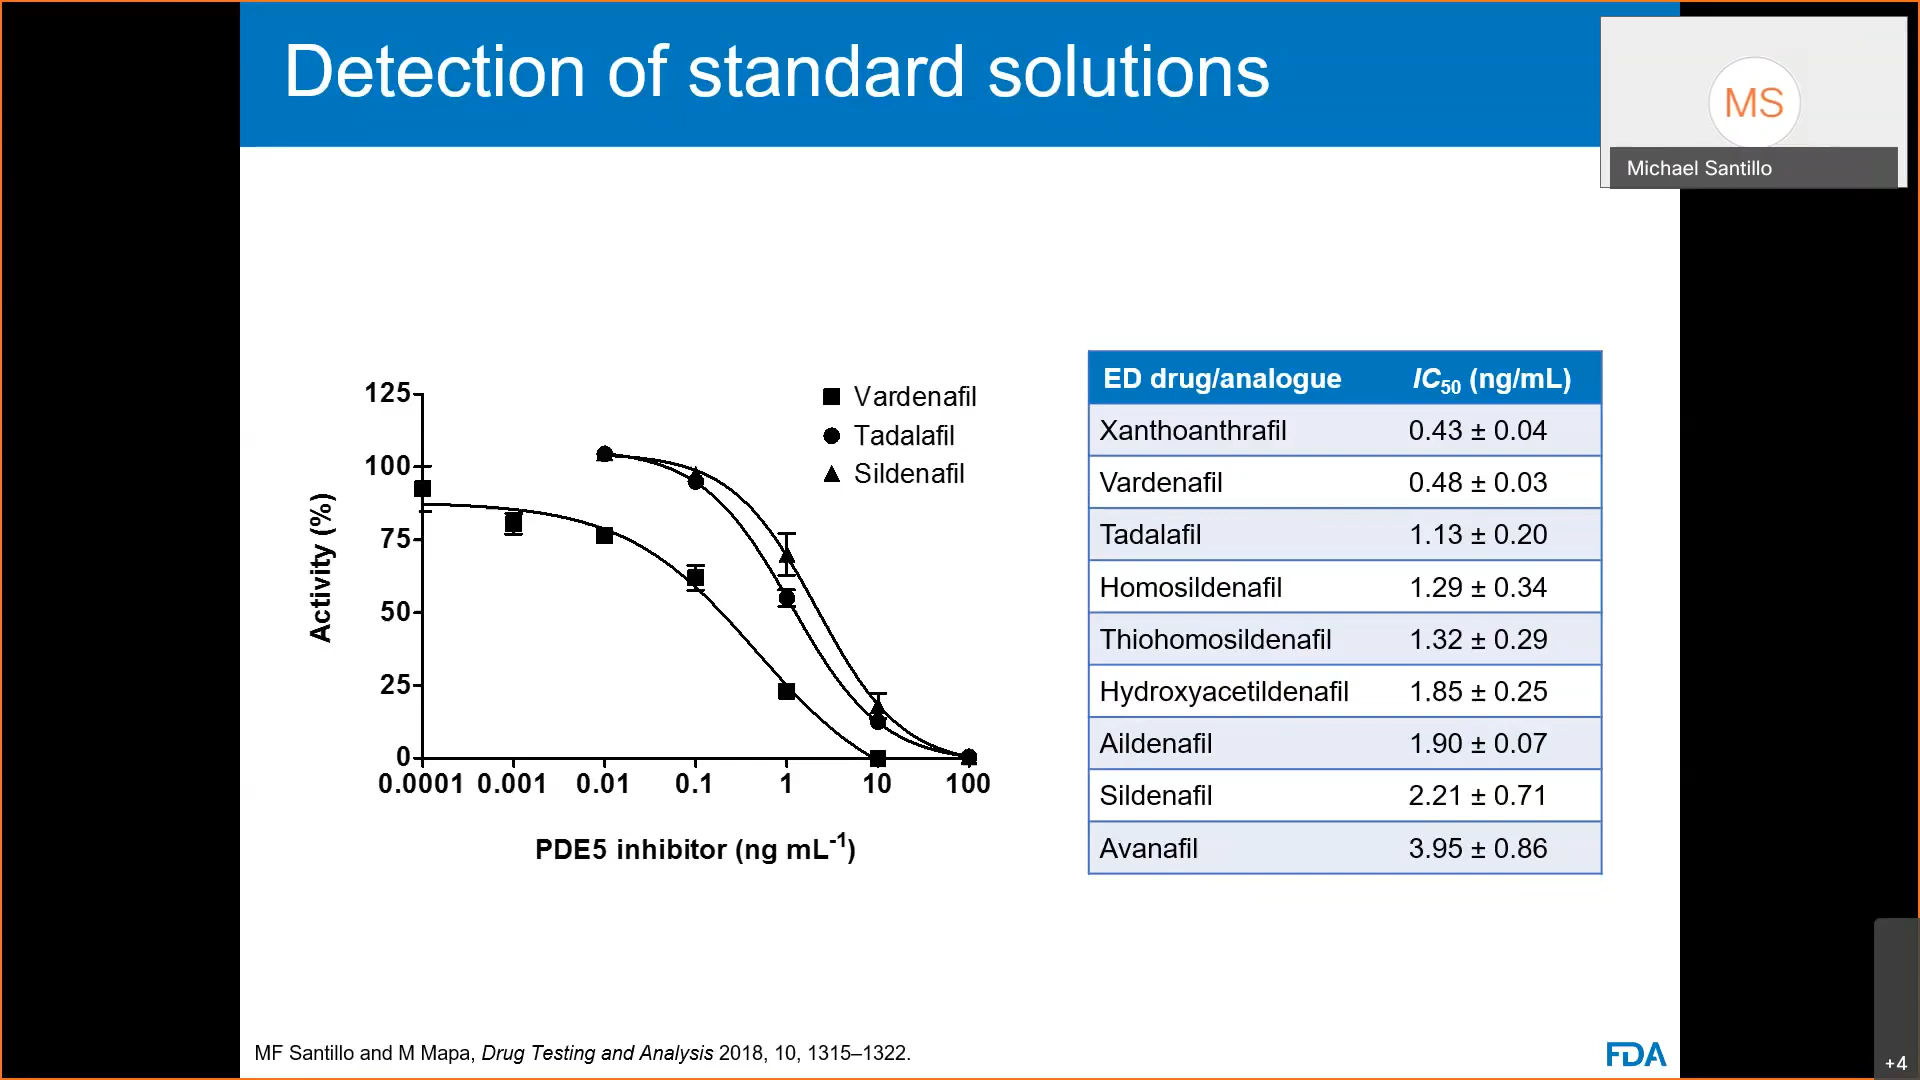 Detection of standard solutions
MS
Michael Santillo
Vardenafil
Tadalafil
Sildenafil
125
100
75
50
25
0
Activity (%)
0.0001 0.001 0.01 0.1 1 10 100
PDE5 inhibitor (ng mL-1)
ED drug/analogue IC50 (ng/mL)
Xanthoanthrafil 0.43 ± 0.04
Vardenafil 0.48 ± 0.03
Tadalafil 1.13 ± 0.20
Homosildenafil 1.29 ± 0.34
Thiohomosildenafil 1.32 ± 0.29
Hydroxyacetildenafil 1.85 ± 0.25
Aildenafil 1.90 ± 0.07
Sildenafil 2.21 ± 0.71
Avanafil 3.95 ± 0.86
MF Santillo and M Mapa, Drug Testing and Analysis 2018, 10, 1315–1322.
FDA
+4